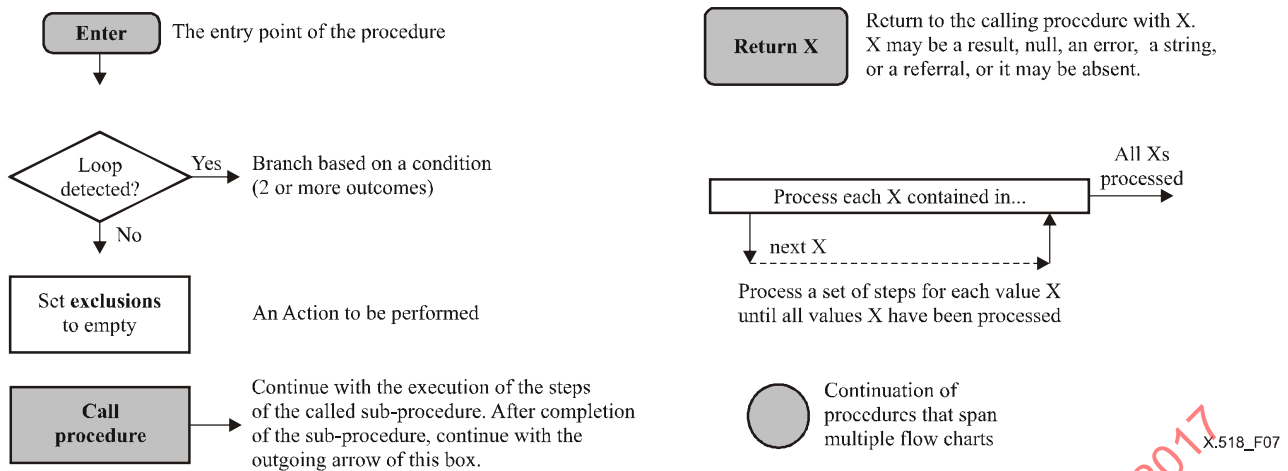 Enter
The entry point of the procedure
Loop
detected?
Yes
Branch based on a condition
(2 or more outcomes)
No
Set exclusions
to empty
An Action to be performed
Call
procedure
Continue with the execution of the steps
of the called sub-procedure. After completion
of the sub-procedure, continue with the
outgoing arrow of this box.
Return X
Return to the calling procedure with X.
X may be a result, null, an error, a string,
or a referral, or it may be absent.
All Xs
processed
Process each X contained in...
next X
Process a set of steps for each value X
until all values X have been processed
Continuation of
procedures that span
multiple flow charts
X.518_F07